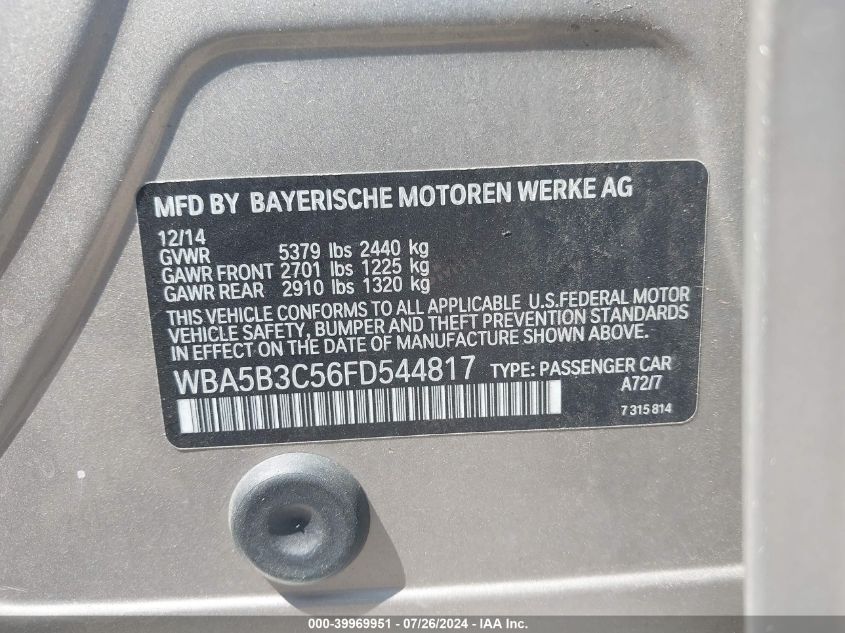 MFD BY BAYERISCHE MOTOREN WERKE AG
12/14
GVWR 5379 lbs 2440 kg
GAWR FRONT 2701 lbs 1225 kg
GAWR REAR 2910 lbs 1320 kg
THIS VEHICLE CONFORMS TO ALL APPLICABLE U.S.FEDERAL MOTOR
VEHICLE SAFETY, BUMPER AND THEFT PREVENTION STANDARDS
IN EFFECT ON THE DATE OF MANUFACTURE SHOWN ABOVE.
WBA5B3C56FD544817 TYPE: PASSENGER CAR
A72/7
7 315 814
000-39969951 / 07/26/2024 - IAA Inc.